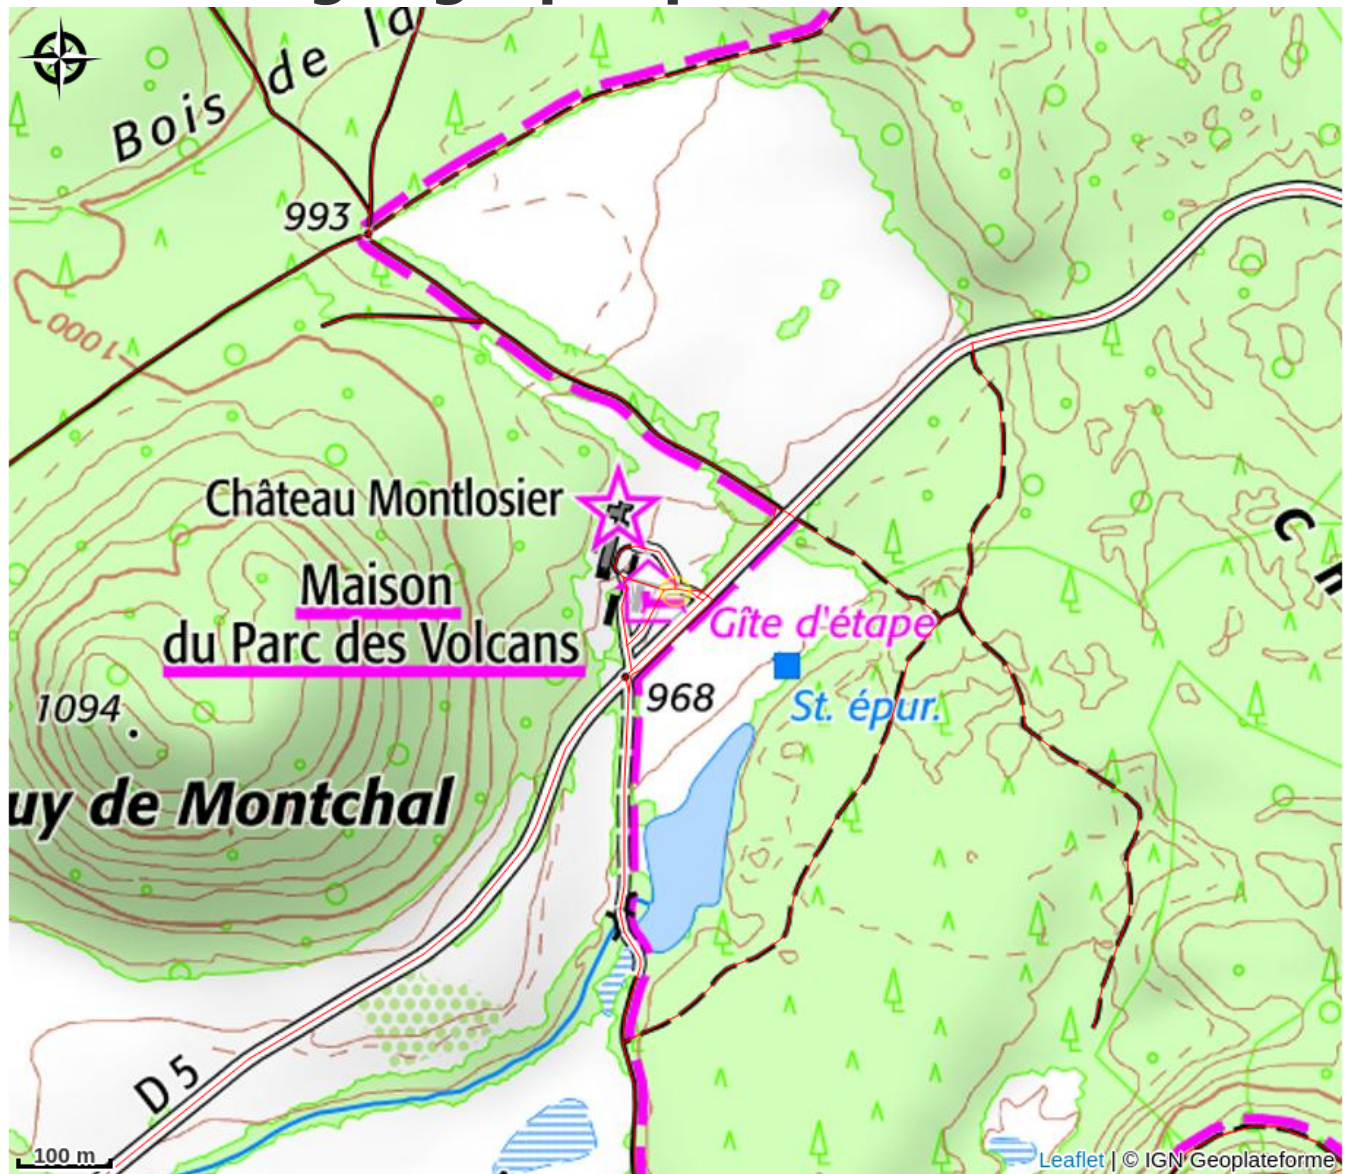 Bois de la
993
1000
Château Montlosier
Maison
du Parc des Volcans
Gîte d'étape
968
St. épur.
1094
uy de Montchal
D 5
C h
100 m
Leaflet | © IGN Geoplateforme